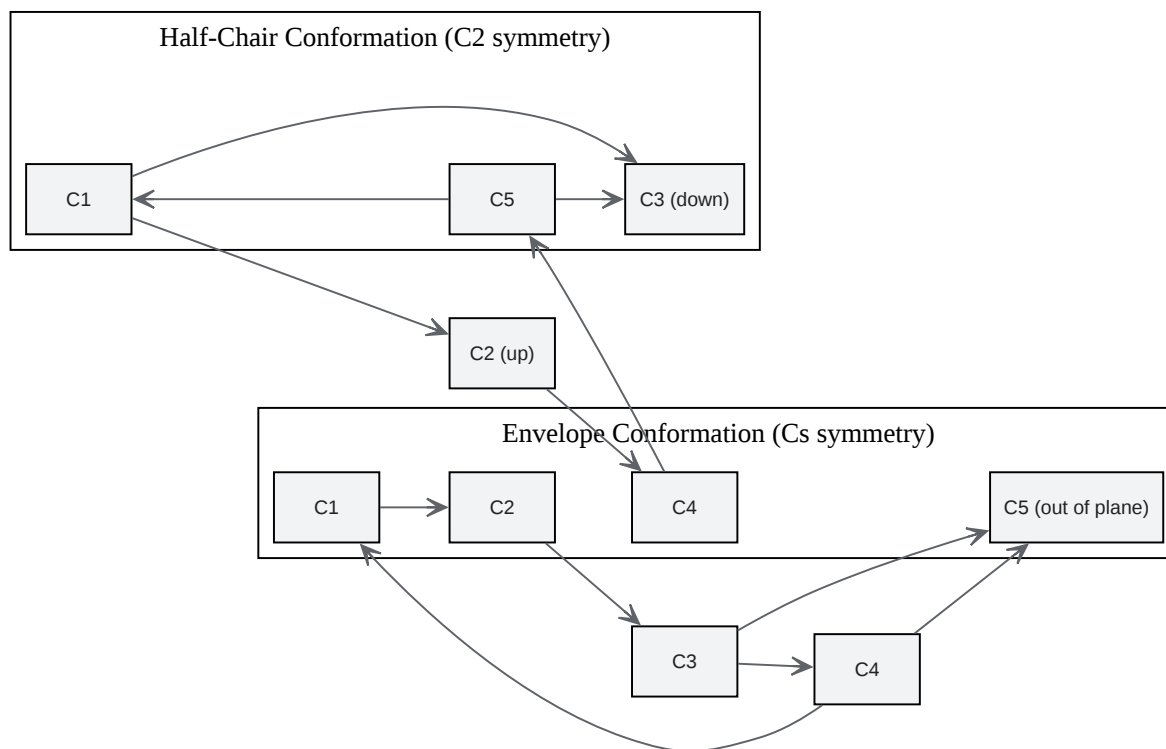 Half-Chair Conformation (C2 symmetry)
C1
C5
C3 (down)
C2 (up)
Envelope Conformation (Cs symmetry)
C1
C2
C4
C5 (out of plane)
C3
C4